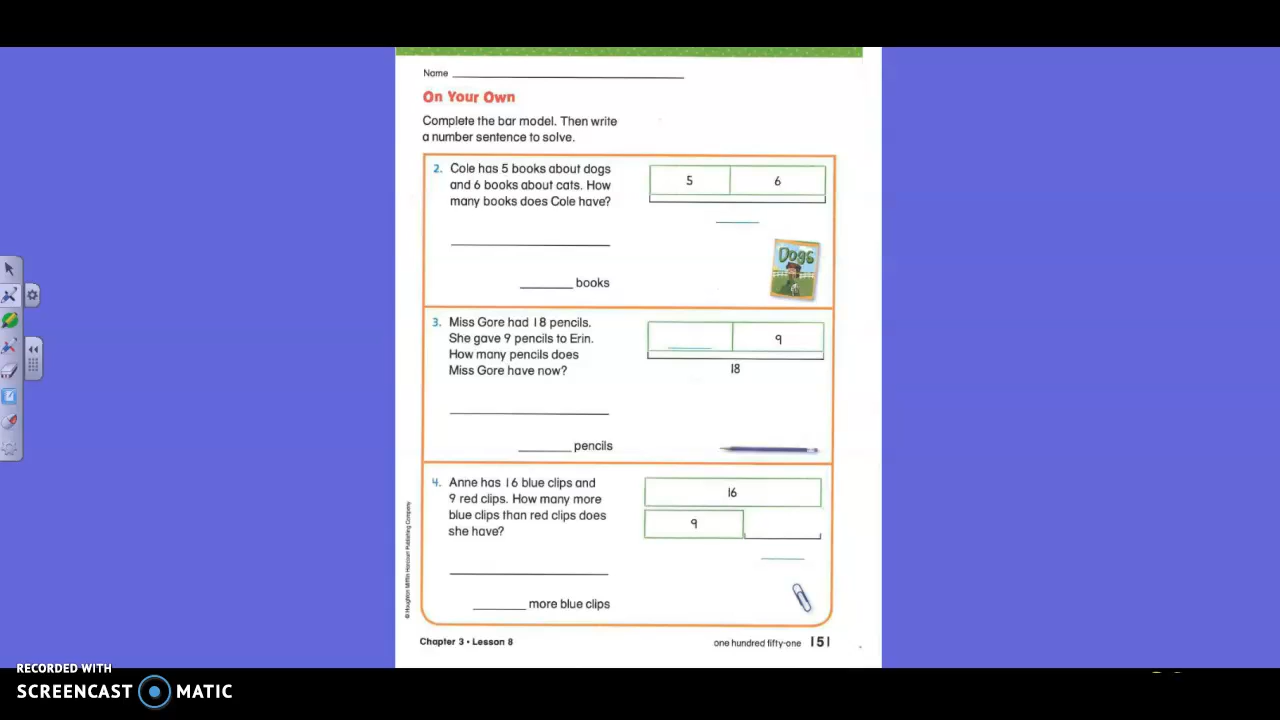 Name
On Your Own
Complete the bar model. Then write
a number sentence to solve.
2. Cole has 5 books about dogs
and 6 books about cats. How
many books does Cole have?
5 6
Dogs
books
3. Miss Gore had 18 pencils.
She gave 9 pencils to Erin.
How many pencils does
Miss Gore have now?
9
18
pencils
4. Anne has 16 blue clips and
9 red clips. How many more
blue clips than red clips does
she have?
16
9
more blue clips
© Houghton Mifflin Harcourt Publishing Company
Chapter 3 • Lesson 8
one hundred fifty-one 151
RECORDED WITH
SCREENCAST MATIC